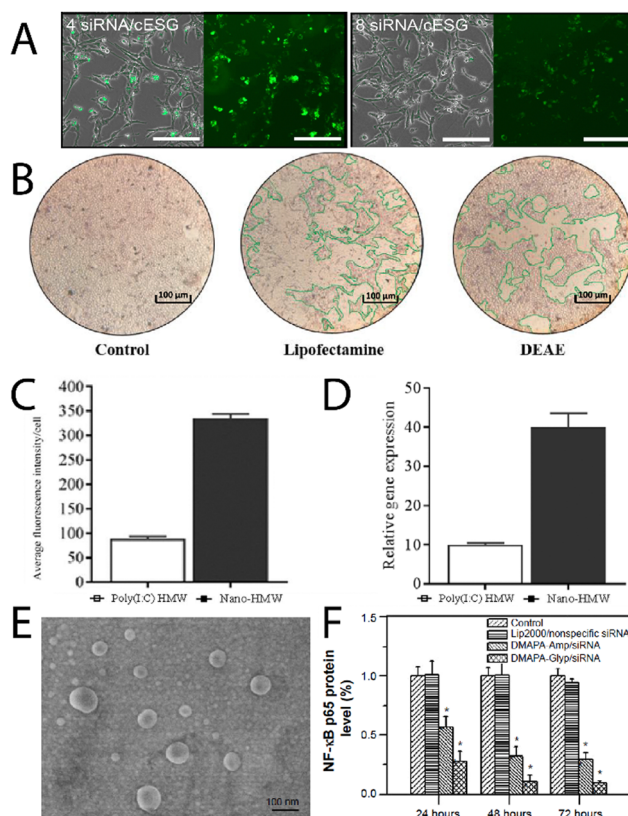 A
4 siRNA/cESG
8 siRNA/cESG
B
100 µm
100 µm
100 µm
Control
Lipofectamine
DEAE
C
Average fluorescence intensity/cell
400
350
300
250
200
150
100
50
0
Poly(I:C) HMW
Nano-HMW
D
Relative gene expression
50
40
30
20
10
0
Poly(I:C) HMW
Nano-HMW
E
100 nm
F
NF-κB p65 protein
level (%)
1.5
1.0
0.5
0.0
Control
Lip2000/nonspecific siRNA
DMAPA-Amp/siRNA
DMAPA-Glyp/siRNA
*
*
*
*
*
*
24 hours
48 hours
72 hours